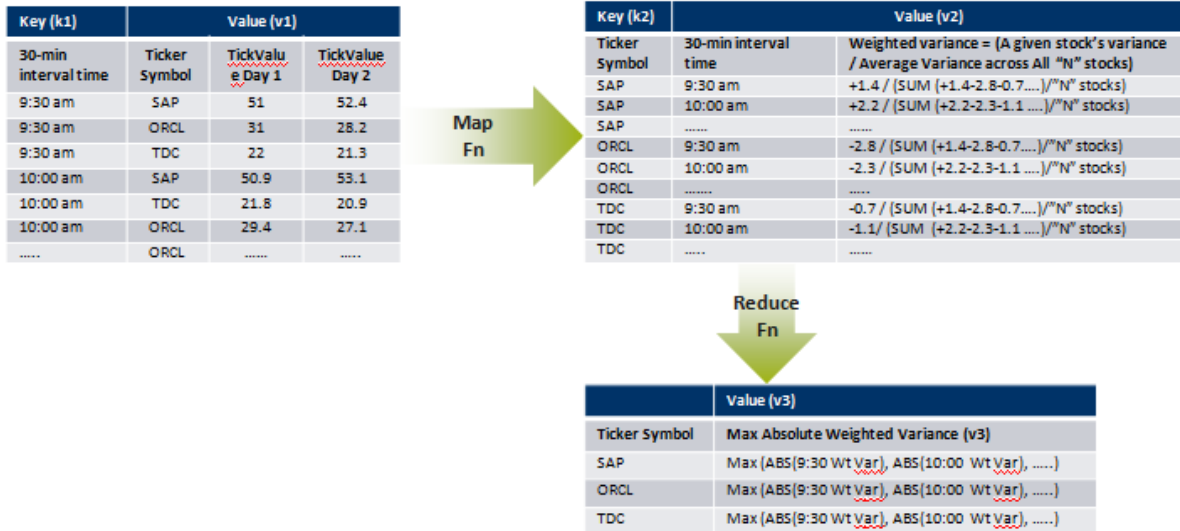 Key (k1) Value (v1)
30-min interval time Ticker Symbol TickValu e Day 1 TickValue Day 2
9:30 am SAP 51 52.4
9:30 am ORCL 31 28.2
9:30 am TDC 22 21.3
10:00 am SAP 50.9 53.1
10:00 am TDC 21.8 20.9
10:00 am ORCL 29.4 27.1
..... ORCL ...... .....
Map
Fn
Key (k2) Value (v2)
Ticker Symbol 30-min interval time Weighted variance = (A given stock's variance / Average Variance across All "N" stocks)
SAP 9:30 am +1.4 / (SUM (+1.4-2.8-0.7....)/"N" stocks)
SAP 10:00 am +2.2 / (SUM (+2.2-2.3-1.1 ....)/"N" stocks)
SAP ...... ......
ORCL 9:30 am -2.8 / (SUM (+1.4-2.8-0.7....)/"N" stocks)
ORCL 10:00 am -2.3 / (SUM (+2.2-2.3-1.1 ....)/"N" stocks)
ORCL ....... .....
TDC 9:30 am -0.7 / (SUM (+1.4-2.8-0.7....)/"N" stocks)
TDC 10:00 am -1.1/ (SUM (+2.2-2.3-1.1 ....)/"N" stocks)
TDC ..... ......
Reduce
Fn
Value (v3)
Ticker Symbol Max Absolute Weighted Variance (v3)
SAP Max (ABS(9:30 Wt Var), ABS(10:00 Wt Var), .....)
ORCL Max (ABS(9:30 Wt Var), ABS(10:00 Wt Var), .....)
TDC Max (ABS(9:30 Wt Var), ABS(10:00 Wt Var), .....)